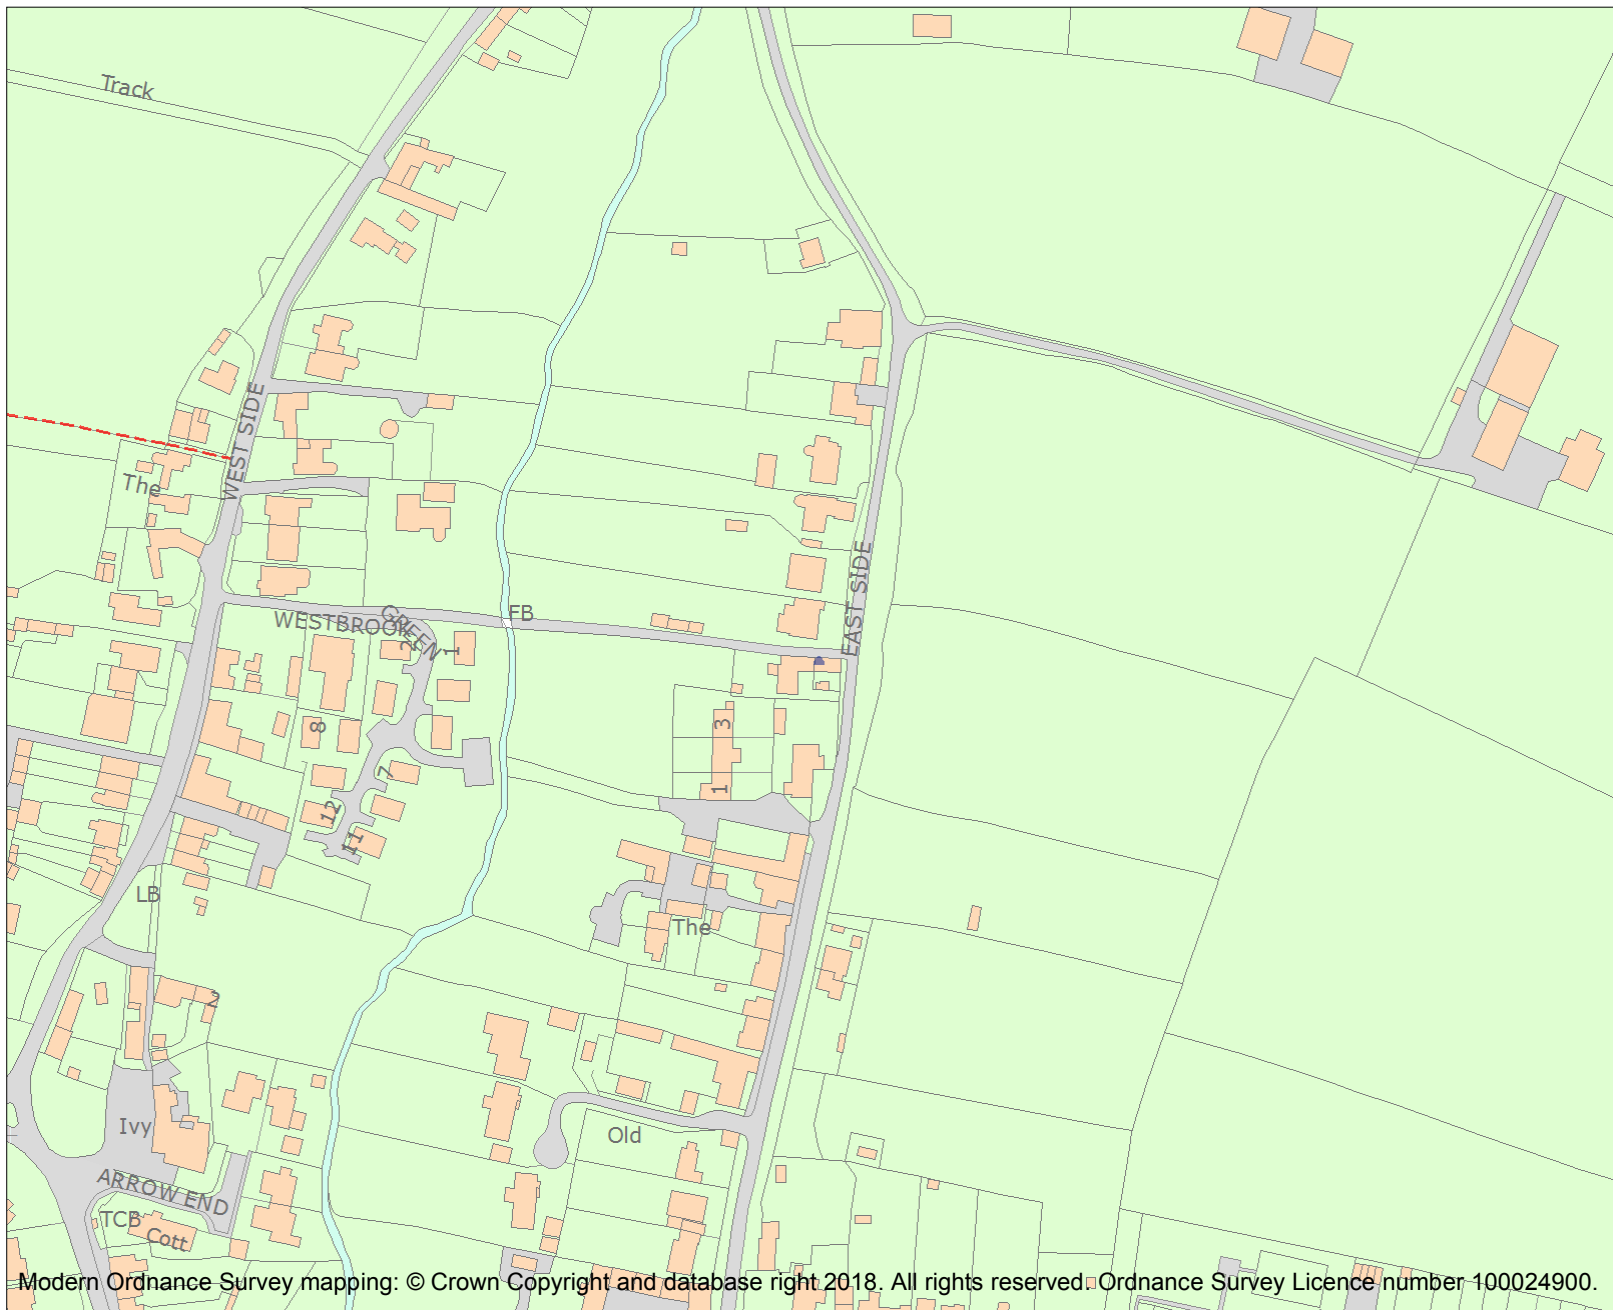 Track
WEST SIDE
The
EAST SIDE
FB
WESTBROOK
GREEN
2
1
8
3
7
1
12
11
LB
The
2
Ivy
Old
ARROW END
TCB
Cott
Modern Ordnance Survey mapping: © Crown Copyright and database right 2018. All rights reserved. Ordnance Survey Licence number 100024900.